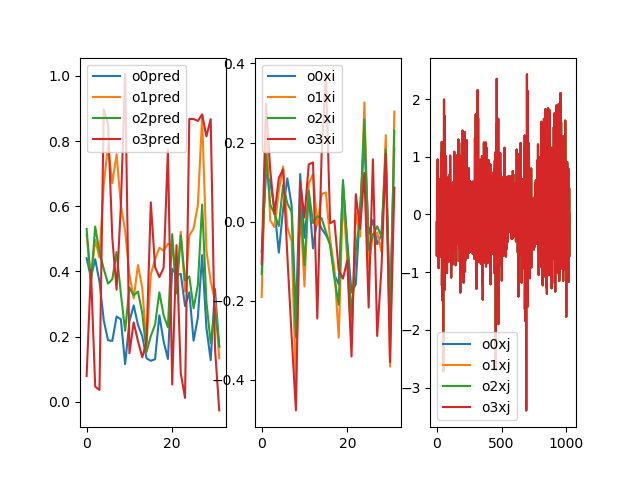 1.0
0.8
0.6
0.4
0.2
0.0
0
20
o0pred
o1pred
o2pred
o3pred
0.4
0.2
0.0
−0.2
−0.4
0
20
o0xi
o1xi
o2xi
o3xi
2
1
0
−1
−2
−3
0
500
1000
o0xj
o1xj
o2xj
o3xj